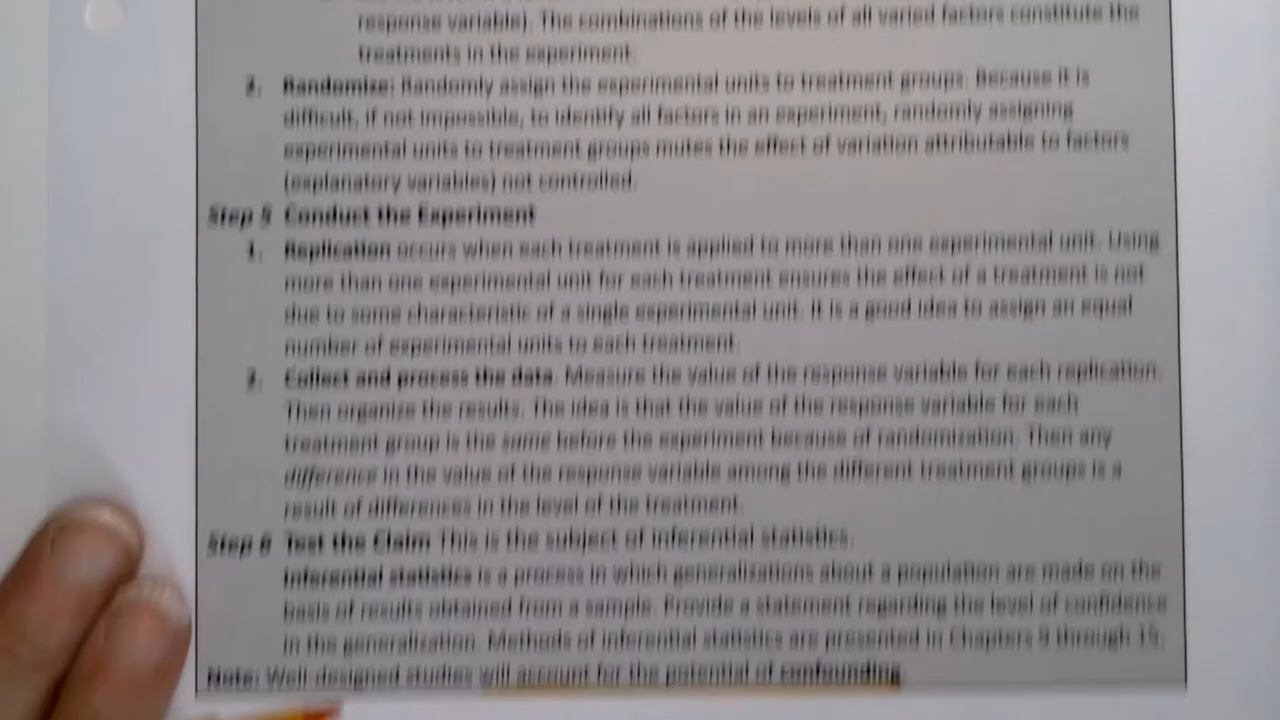 response variable). The combinations of the levels of all varied factors constitute the
treatments in the experiment.
2. Randomize: Randomly assign the experimental units to treatment groups. Because it is
difficult, if not impossible, to identify all factors in an experiment, randomly assigning
experimental units to treatment groups mutes the effect of variation attributable to factors
(explanatory variables) not controlled.
Step 5 Conduct the Experiment
1. Replication occurs when each treatment is applied to more than one experimental unit. Using
more than one experimental unit for each treatment ensures the effect of a treatment is not
due to some characteristic of a single experimental unit. It is a good idea to assign an equal
number of experimental units to each treatment.
2. Collect and process the data. Measure the value of the response variable for each replication.
Then organize the results. The idea is that the value of the response variable for each
treatment group is the same before the experiment because of randomization. Then any
difference in the value of the response variable among the different treatment groups is a
result of differences in the level of the treatment.
Step 6 Test the Claim This is the subject of inferential statistics.
Inferential statistics is a process in which generalizations about a population are made on the
basis of results obtained from a sample. Provide a statement regarding the level of confidence
in the generalization. Methods of inferential statistics are presented in Chapters 9 through 15.
Note: Well designed studies will account for the potential of confounding